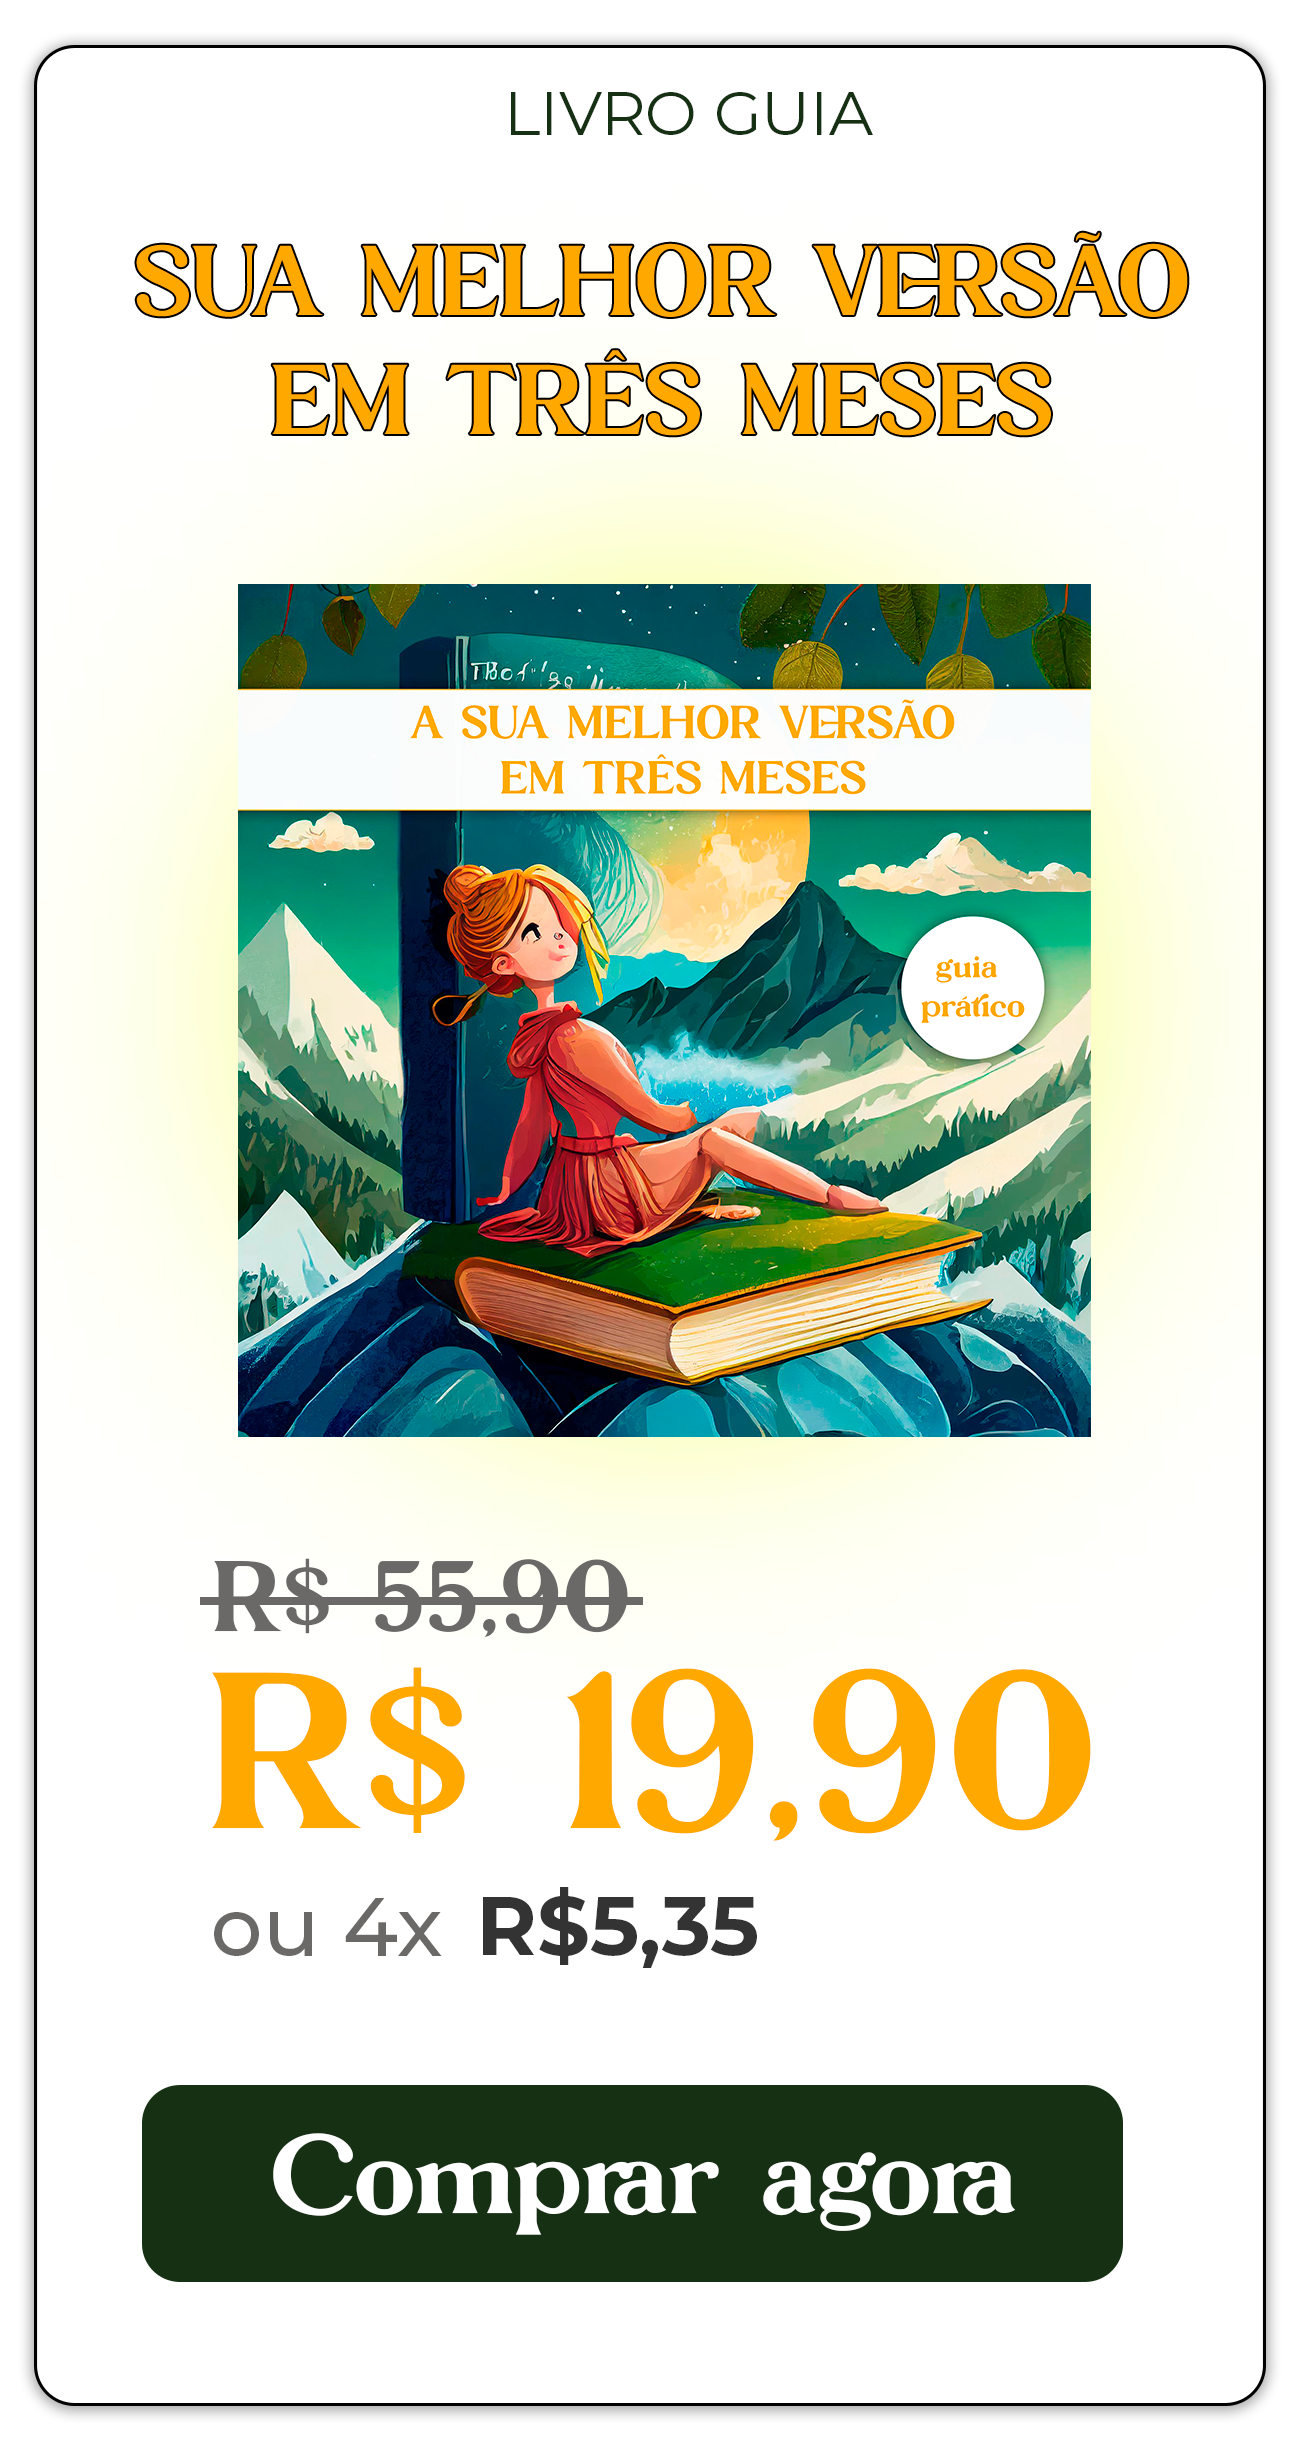 LIVRO GUIA
SUA MELHOR VERSÃO
EM TRÊS MESES
A SUA MELHOR VERSÃO
EM TRÊS MESES
guia
prático
R$ 55,90
R$ 19,90
ou 4x R$5,35
Comprar agora